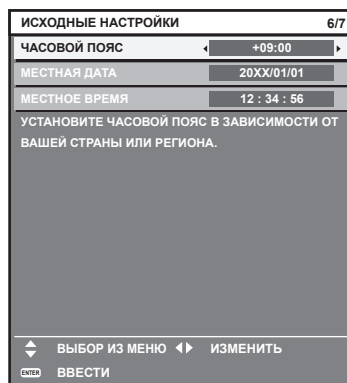 ИСХОДНЫЕ НАСТРОЙКИ 6/7
ЧАСОВОЙ ПОЯС +09:00
МЕСТНАЯ ДАТА 20XX/01/01
МЕСТНОЕ ВРЕМЯ 12 : 34 : 56
УСТАНОВИТЕ ЧАСОВОЙ ПОЯС В ЗАВИСИМОСТИ ОТ
ВАШЕЙ СТРАНЫ ИЛИ РЕГИОНА.
ВЫБОР ИЗ МЕНЮ ИЗМЕНИТЬ
ENTER ВВЕСТИ